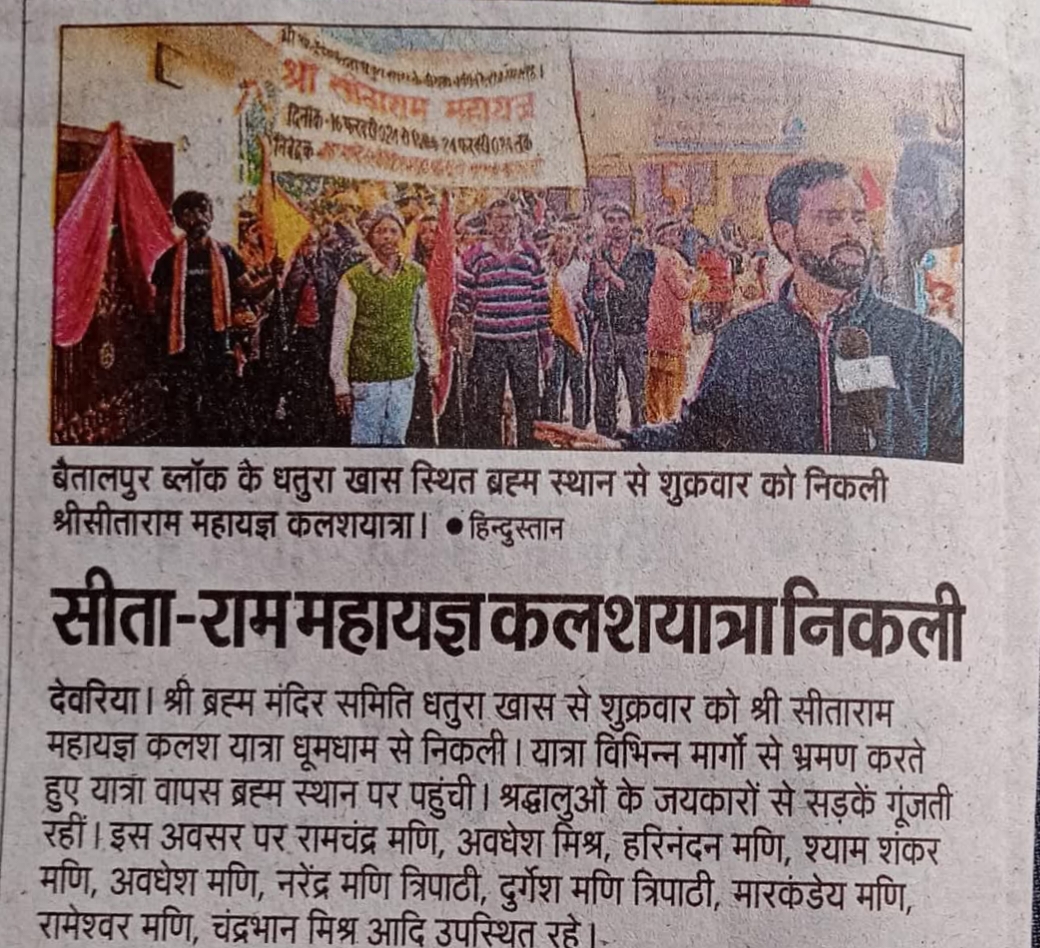 श्री सीताराम महायज्ञ
दिनांक-16 फरवरी 2024 से 24 फरवरी 2024 तक
निवेदक
बैतालपुर ब्लॉक के धतुरा खास स्थित ब्रह्म स्थान से शुक्रवार को निकली
श्रीसीताराम महायज्ञ कलशयात्रा। ●हिन्दुस्तान
सीता-राम महायज्ञ कलशयात्रा निकली
देवरिया। श्री ब्रह्म मंदिर समिति धतुरा खास से शुक्रवार को श्री सीताराम
महायज्ञ कलश यात्रा धूमधाम से निकली। यात्रा विभिन्न मार्गों से भ्रमण करते
हुए यात्रा वापस ब्रह्म स्थान पर पहुंची। श्रद्धालुओं के जयकारों से सड़कें गूंजती
रहीं। इस अवसर पर रामचंद्र मणि, अवधेश मिश्र, हरिनंदन मणि, श्याम शंकर
मणि, अवधेश मणि, नरेंद्र मणि त्रिपाठी, दुर्गेश मणि त्रिपाठी, मारकंडेय मणि,
रामेश्वर मणि, चंद्रभान मिश्र आदि उपस्थित रहे।